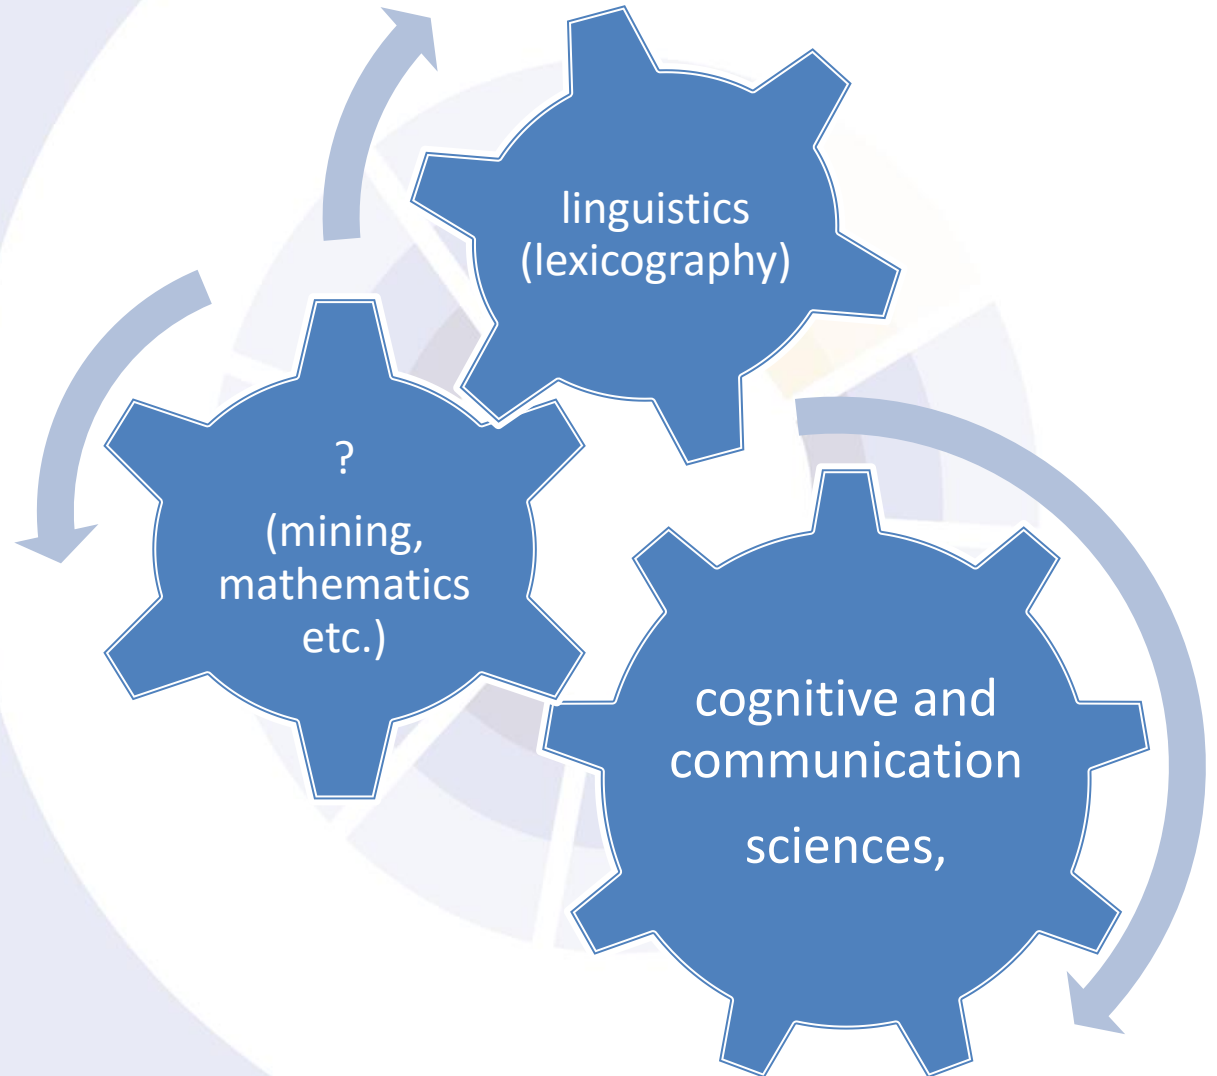 linguistics
(lexicography)
?
(mining,
mathematics
etc.)
cognitive and
communication
sciences,